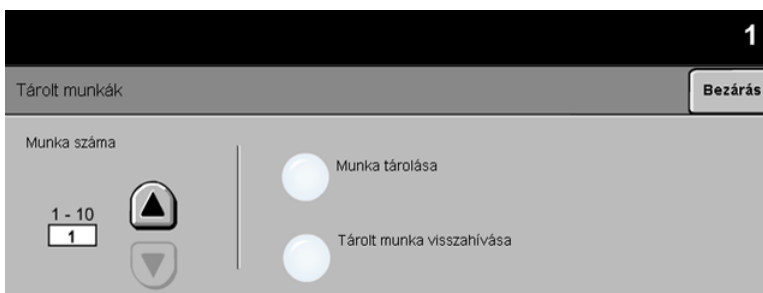 1
Tárolt munkák
Bezárás
Munka száma
1 - 10
1
Munka tárolása
Tárolt munka visszahívása